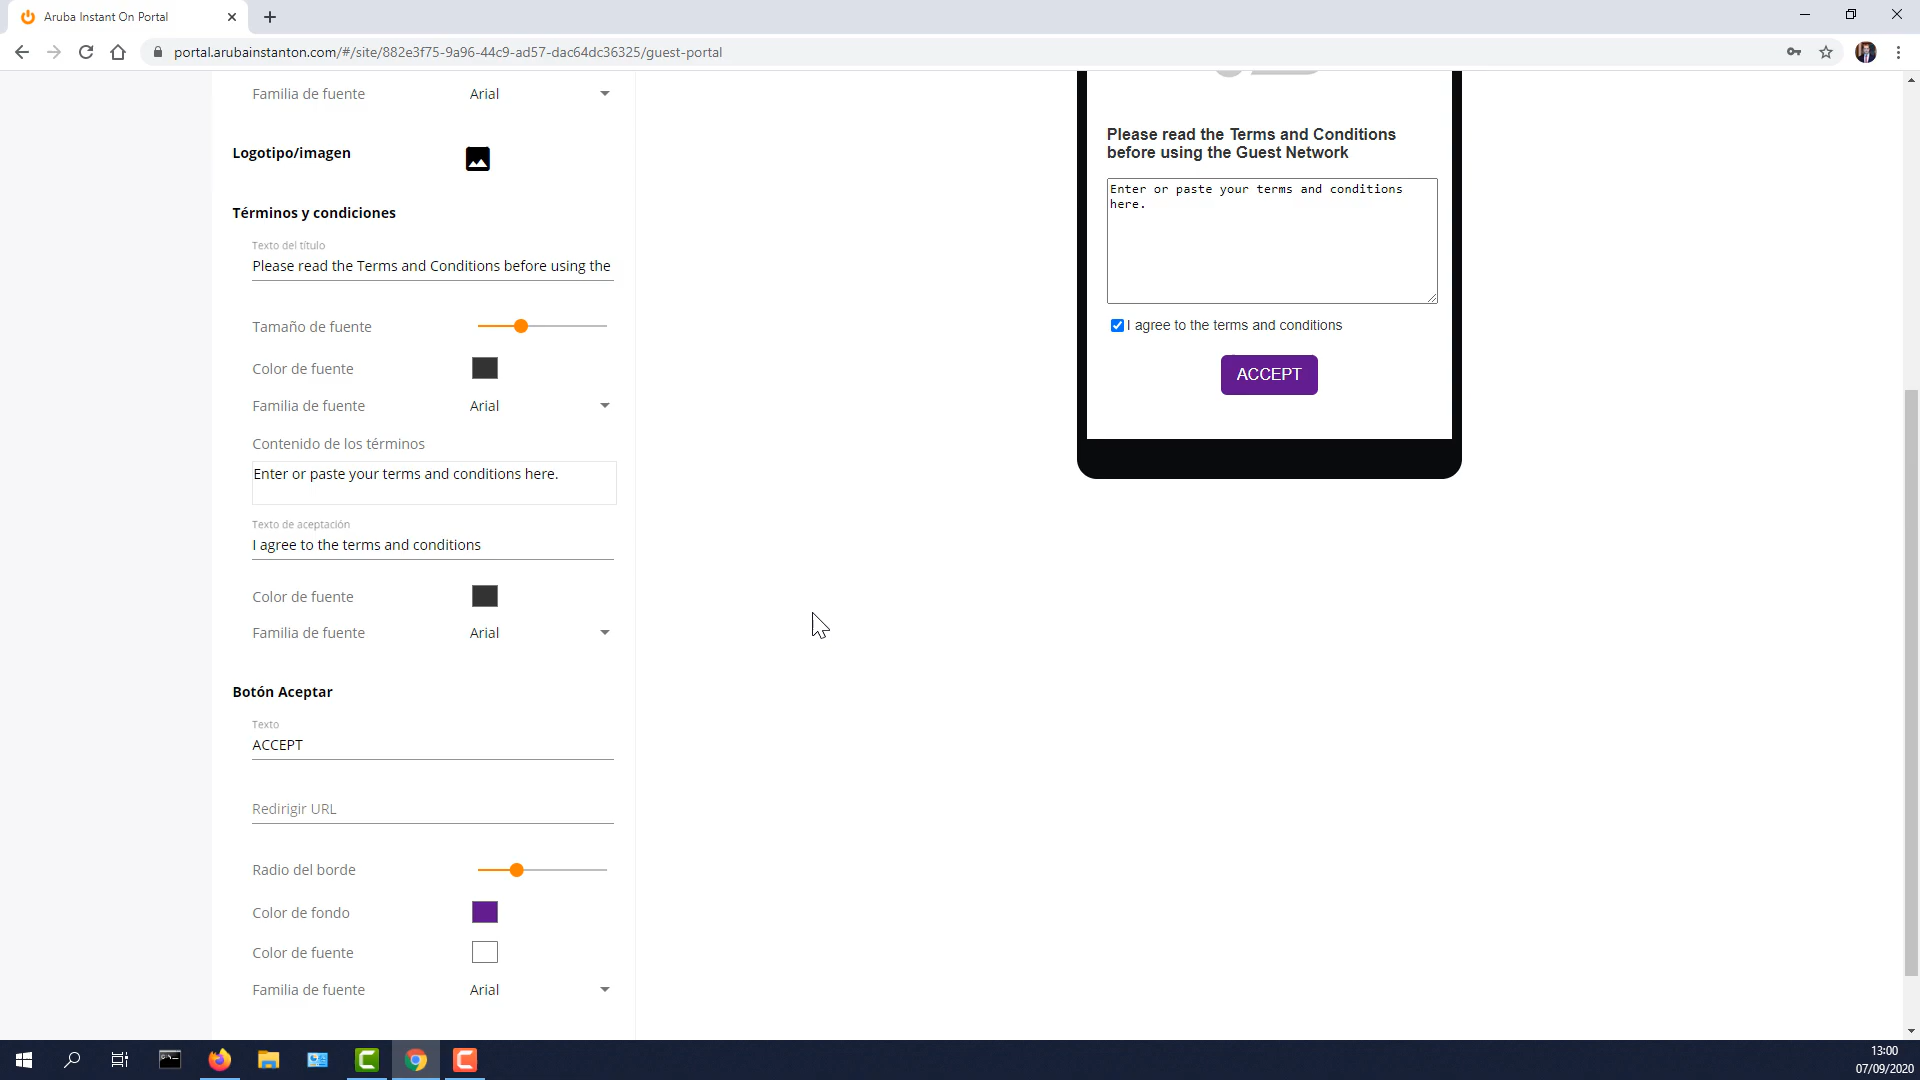 Aruba Instant On Portal
portal.arubainstanton.com/#/site/882e3f75-9a96-44c9-ad57-dac64dc36325/guest-portal
Familia de fuente Arial
Logotipo/imagen
Términos y condiciones
Texto del título
Please read the Terms and Conditions before using the
Tamaño de fuente
Color de fuente
Familia de fuente Arial
Contenido de los términos
Enter or paste your terms and conditions here.
Texto de aceptación
I agree to the terms and conditions
Color de fuente
Familia de fuente Arial
Botón Aceptar
Texto
ACCEPT
Redirigir URL
Radio del borde
Color de fondo
Color de fuente
Familia de fuente Arial
Please read the Terms and Conditions
before using the Guest Network
Enter or paste your terms and conditions
here.
I agree to the terms and conditions
ACCEPT
13:00
07/09/2020